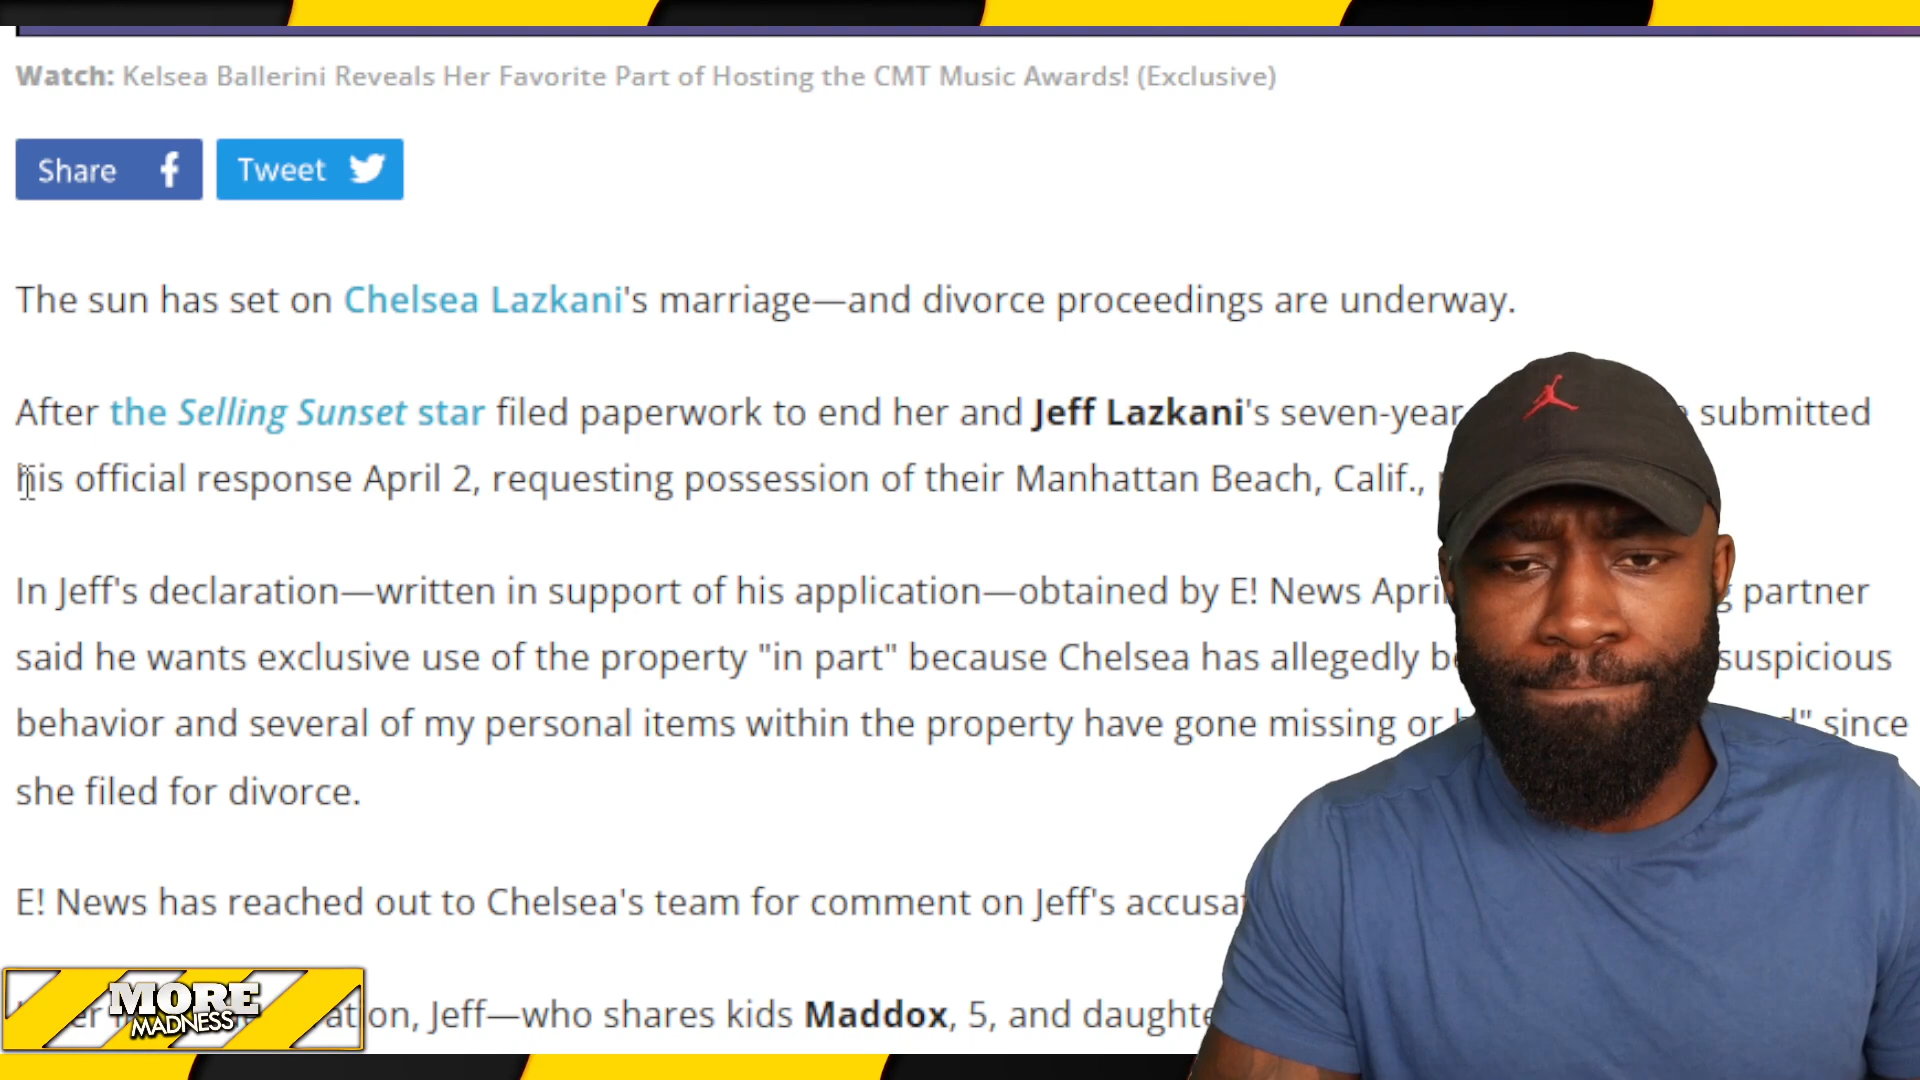 Watch: Kelsea Ballerini Reveals Her Favorite Part of Hosting the CMT Music Awards! (Exclusive)
Share f Tweet
The sun has set on Chelsea Lazkani's marriage—and divorce proceedings are underway.
After the Selling Sunset star filed paperwork to end her and Jeff Lazkani's seven-year submitted
his official response April 2, requesting possession of their Manhattan Beach, Calif.,
In Jeff's declaration—written in support of his application—obtained by E! News partner
said he wants exclusive use of the property "in part" because Chelsea has allegedly suspicious
behavior and several of my personal items within the property have gone missing or since
she filed for divorce.
E! News has reached out to Chelsea's team for comment on Jeff's
Jeff—who shares kids Maddox, 5, and
MORE
MADNESS